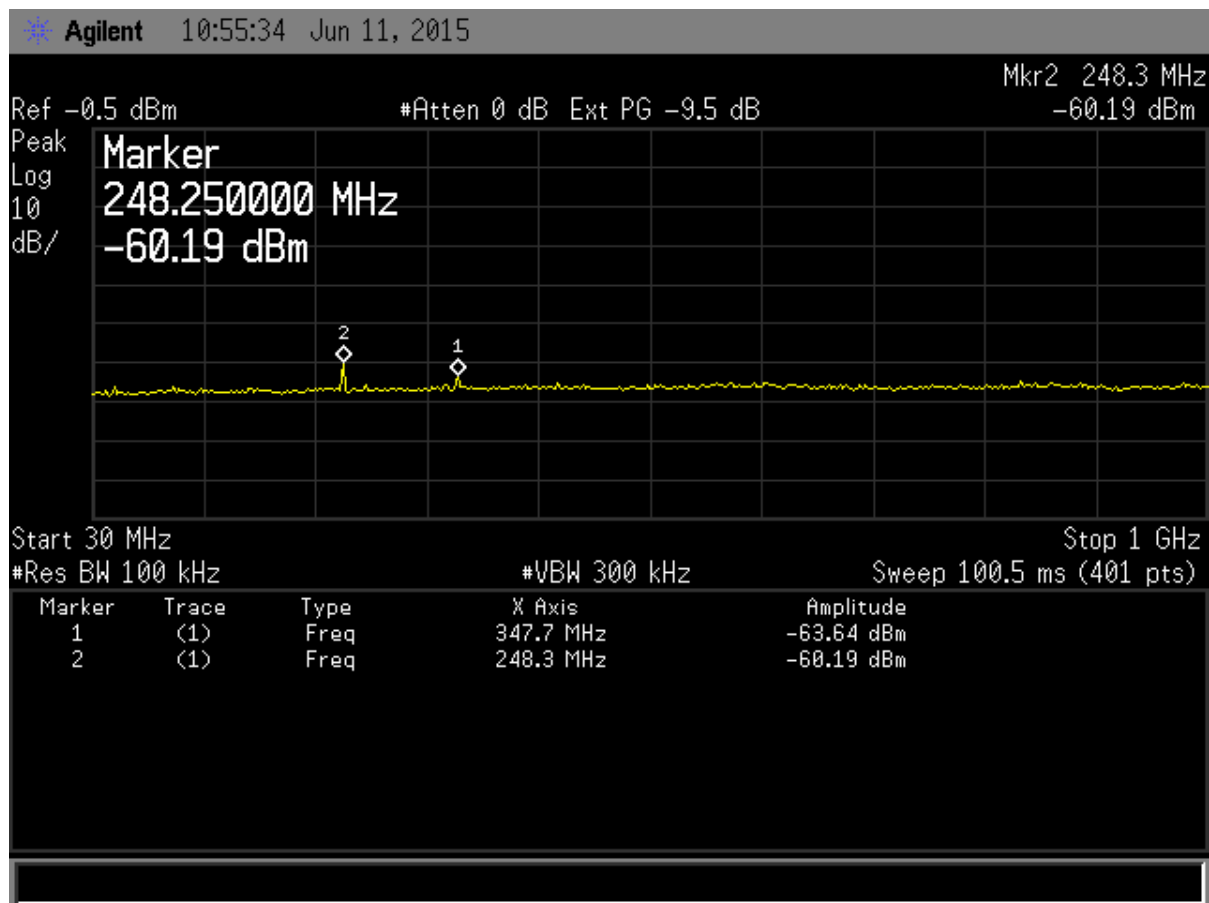 Agilent 10:55:34 Jun 11, 2015
Mkr2 248.3 MHz
Ref -0.5 dBm #Atten 0 dB Ext PG -9.5 dB -60.19 dBm
Peak
Log
10
dB/
Marker
248.250000 MHz
-60.19 dBm
2
1
Start 30 MHz Stop 1 GHz
#Res BW 100 kHz #VBW 300 kHz Sweep 100.5 ms (401 pts)
Marker Trace Type X Axis Amplitude
1 (1) Freq 347.7 MHz -63.64 dBm
2 (1) Freq 248.3 MHz -60.19 dBm